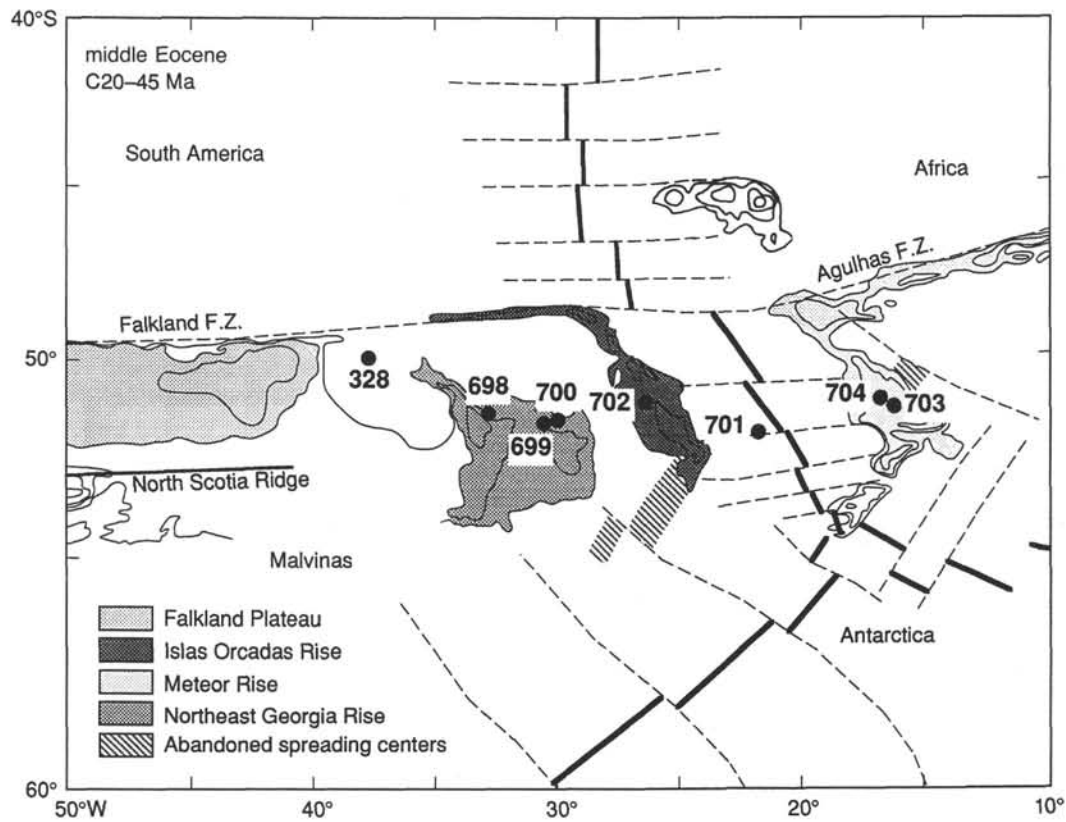 40°S
middle Eocene
C20–45 Ma
South America
Africa
Agulhas F.Z.
Falkland F.Z.
50°
328
698
700
702
701
704
703
699
North Scotia Ridge
Malvinas
Antarctica
Falkland Plateau
Islas Orcadas Rise
Meteor Rise
Northeast Georgia Rise
Abandoned spreading centers
60°
50°W
40°
30°
20°
10°